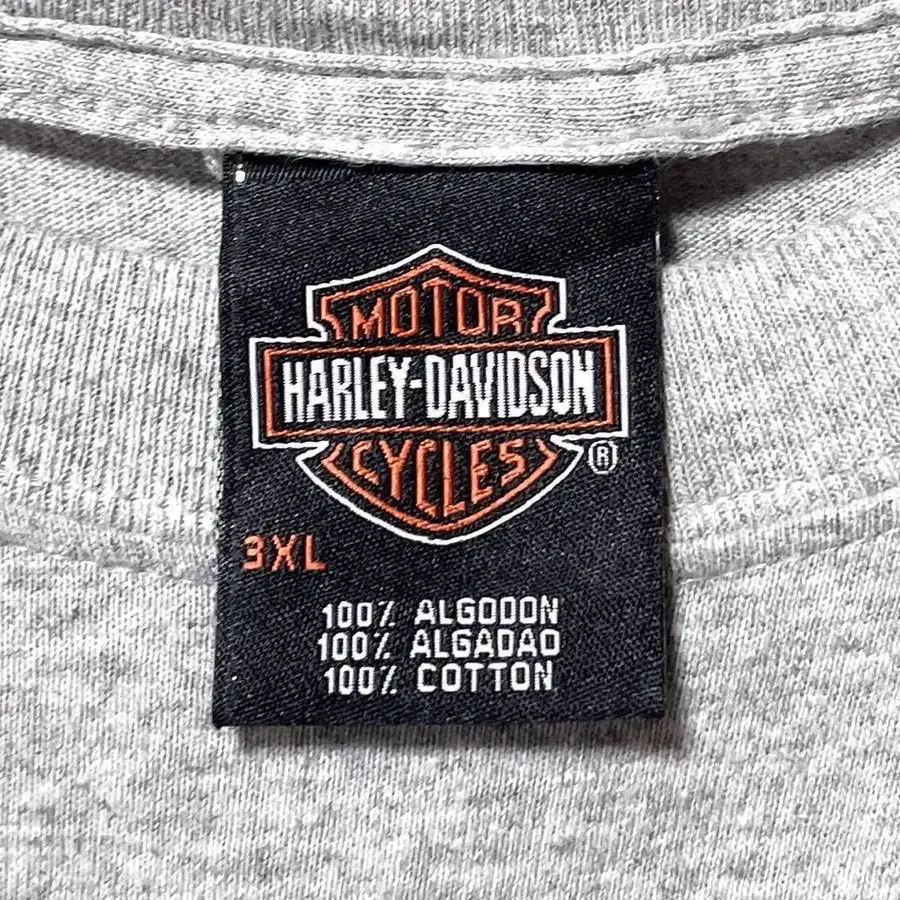 MOTOR
HARLEY-DAVIDSON
CYCLES
®
3XL
100% ALGODON
100% ALGADAO
100% COTTON